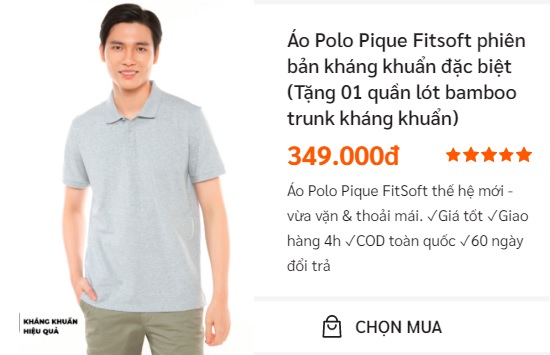 Áo Polo Pique Fitsoft phiên
bản kháng khuẩn đặc biệt
(Tặng 01 quần lót bamboo
trunk kháng khuẩn)
349.000đ
Áo Polo Pique FitSoft thế hệ mới -
vừa vặn & thoải mái. ✓Giá tốt ✓Giao
hàng 4h ✓COD toàn quốc ✓60 ngày
đổi trả
KHÁNG KHUẨN
HIỆU QUẢ
CHỌN MUA